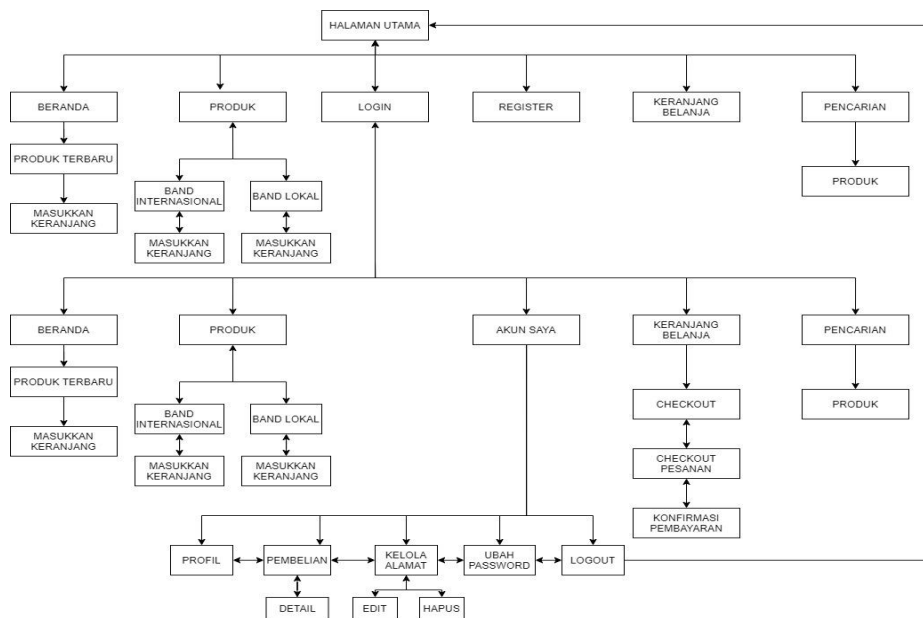 HALAMAN UTAMA
BERANDA
PRODUK
LOGIN
REGISTER
KERANJANG
BELANJA
PENCARIAN
PRODUK TERBARU
MASUKKAN
KERANJANG
BAND
INTERNASIONAL
BAND LOKAL
MASUKKAN
KERANJANG
MASUKKAN
KERANJANG
PRODUK
BERANDA
PRODUK
AKUN SAYA
KERANJANG
BELANJA
PENCARIAN
PRODUK TERBARU
MASUKKAN
KERANJANG
BAND
INTERNASIONAL
BAND LOKAL
MASUKKAN
KERANJANG
MASUKKAN
KERANJANG
CHECKOUT
CHECKOUT
PESANAN
KONFIRMASI
PEMBAYARAN
PRODUK
PROFIL
PEMBELIAN
KELOLA
ALAMAT
UBAH
PASSWORD
LOGOUT
DETAIL
EDIT
HAPUS